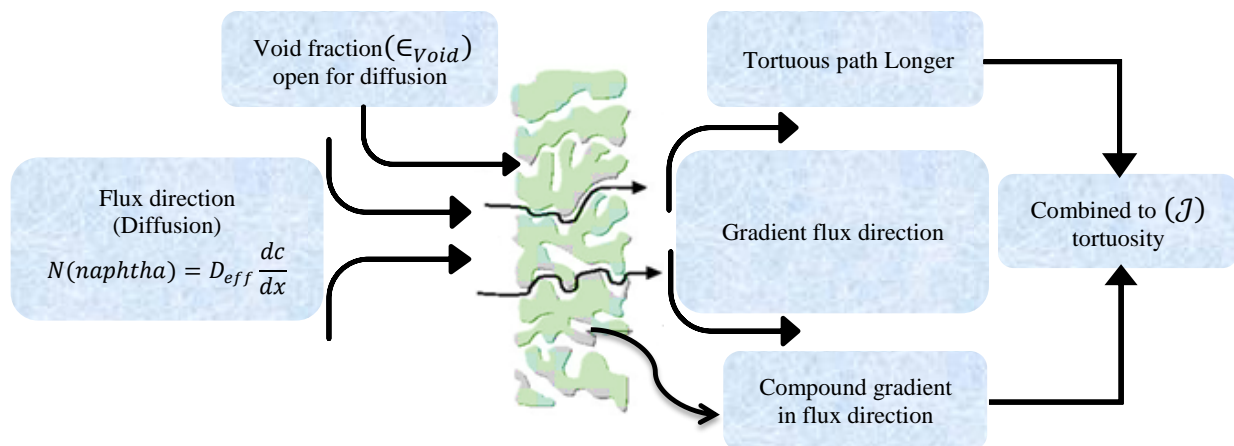 Void fraction(∈Void)
open for diffusion
Tortuous path Longer
Flux direction
(Diffusion)
N(naphtha) = Deff dc/dx
Gradient flux direction
Combined to (𝒥)
tortuosity
Compound gradient
in flux direction